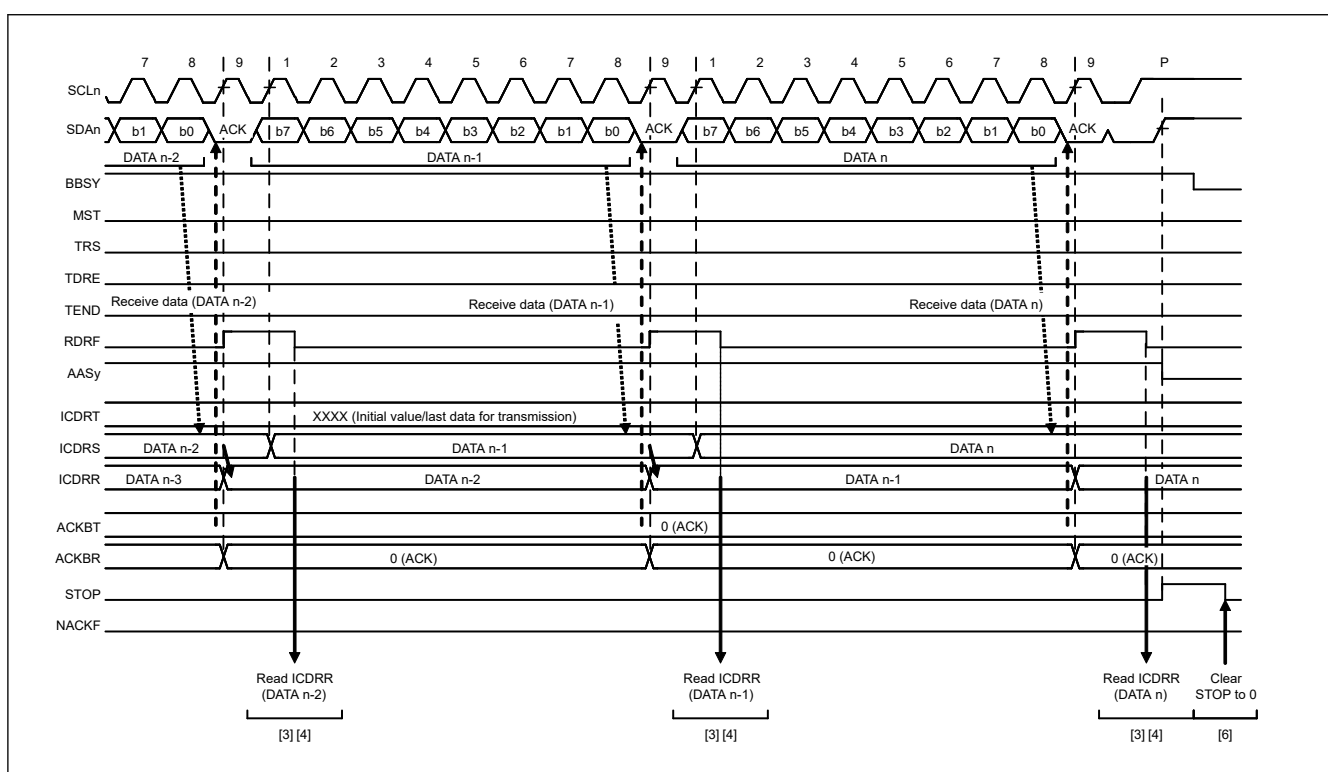 7 8 9 1 2 3 4 5 6 7 8 9 1 2 3 4 5 6 7 8 9 P
SCLn
SDAn b1 b0 ACK b7 b6 b5 b4 b3 b2 b1 b0 ACK b7 b6 b5 b4 b3 b2 b1 b0 ACK
DATA n-2 DATA n-1 DATA n
BBSY
MST
TRS
TDRE
Receive data (DATA n-2) Receive data (DATA n-1) Receive data (DATA n)
TEND
RDRF
AASy
ICDRT XXXX (Initial value/last data for transmission)
ICDRS DATA n-2 DATA n-1 DATA n
ICDRR DATA n-3 DATA n-2 DATA n-1 DATA n
ACKBT 0 (ACK)
ACKBR 0 (ACK) 0 (ACK) 0 (ACK)
STOP
NACKF
Read ICDRR Read ICDRR Read ICDRR Clear
(DATA n-2) (DATA n-1) (DATA n) STOP to 0
[3] [4] [3] [4] [3] [4] [6]